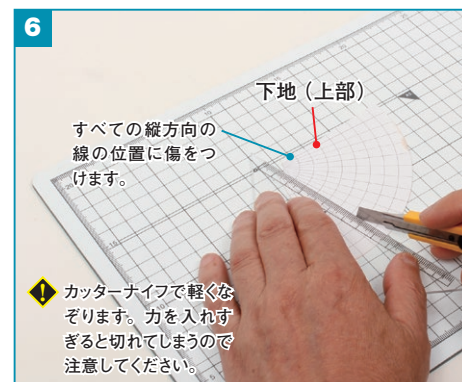 6
下地（上部）
すべての縦方向の
線の位置に傷をつ
けます。
カッターナイフで軽くな
ぞります。力を入れす
ぎると切れてしまうので
注意してください。